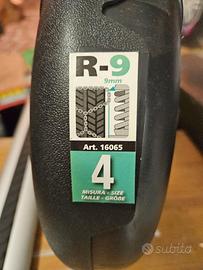 R-9
9mm
Art. 16065
4
MISURA - SIZE
TAILLE - GRÖßE
subito